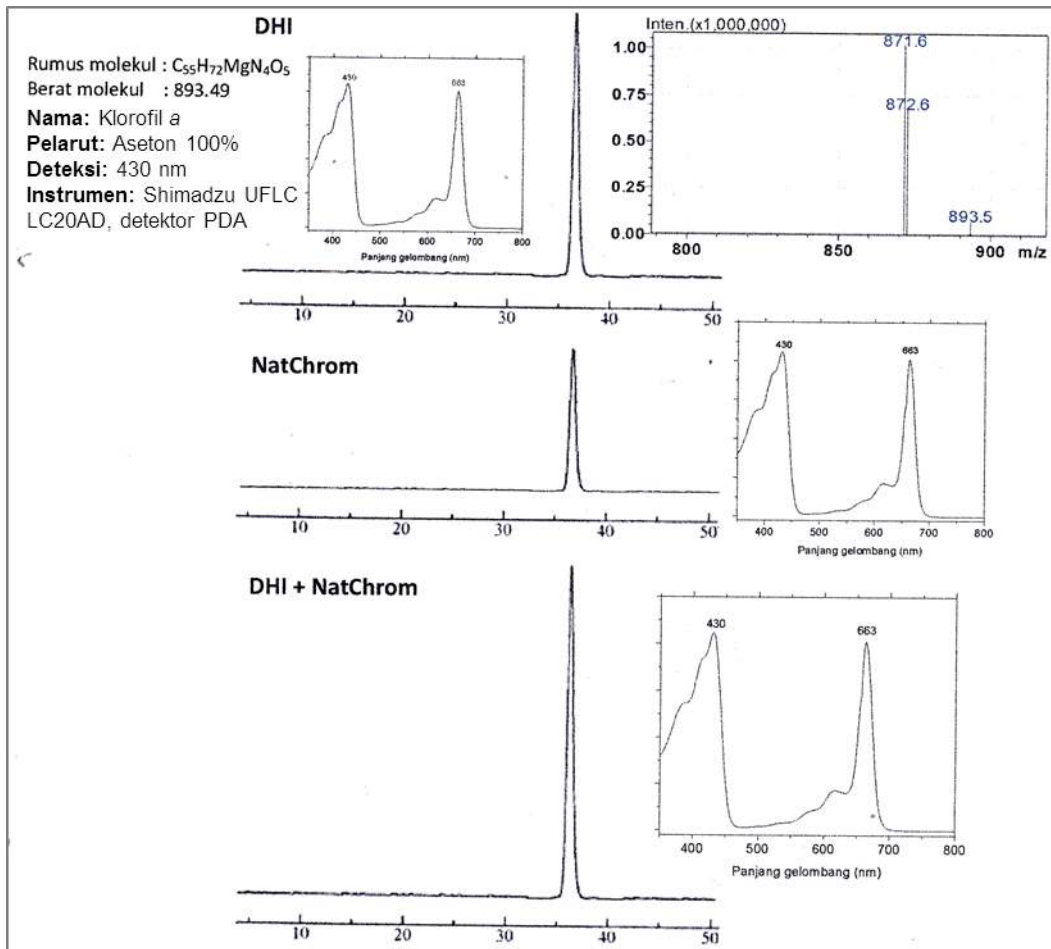 DHI
Rumus molekul : C₅₅H₇₂MgN₄O₅
Berat molekul : 893.49
Nama: Klorofil a
Pelarut: Aseton 100%
Deteksi: 430 nm
Instrumen: Shimadzu UFLC
LC20AD, detektor PDA
430
663
400 500 600 700 800
Panjang gelombang (nm)
Inten.(x1,000,000)
1.00
0.75
0.50
0.25
0.00
871.6
872.6
893.5
800 850 900 m/z
10 20 30 40 50
NatChrom
430
663
400 500 600 700 800
Panjang gelombang (nm)
10 20 30 40 50
DHI + NatChrom
430
663
400 500 600 700 800
Panjang gelombang (nm)
10 20 30 40 50